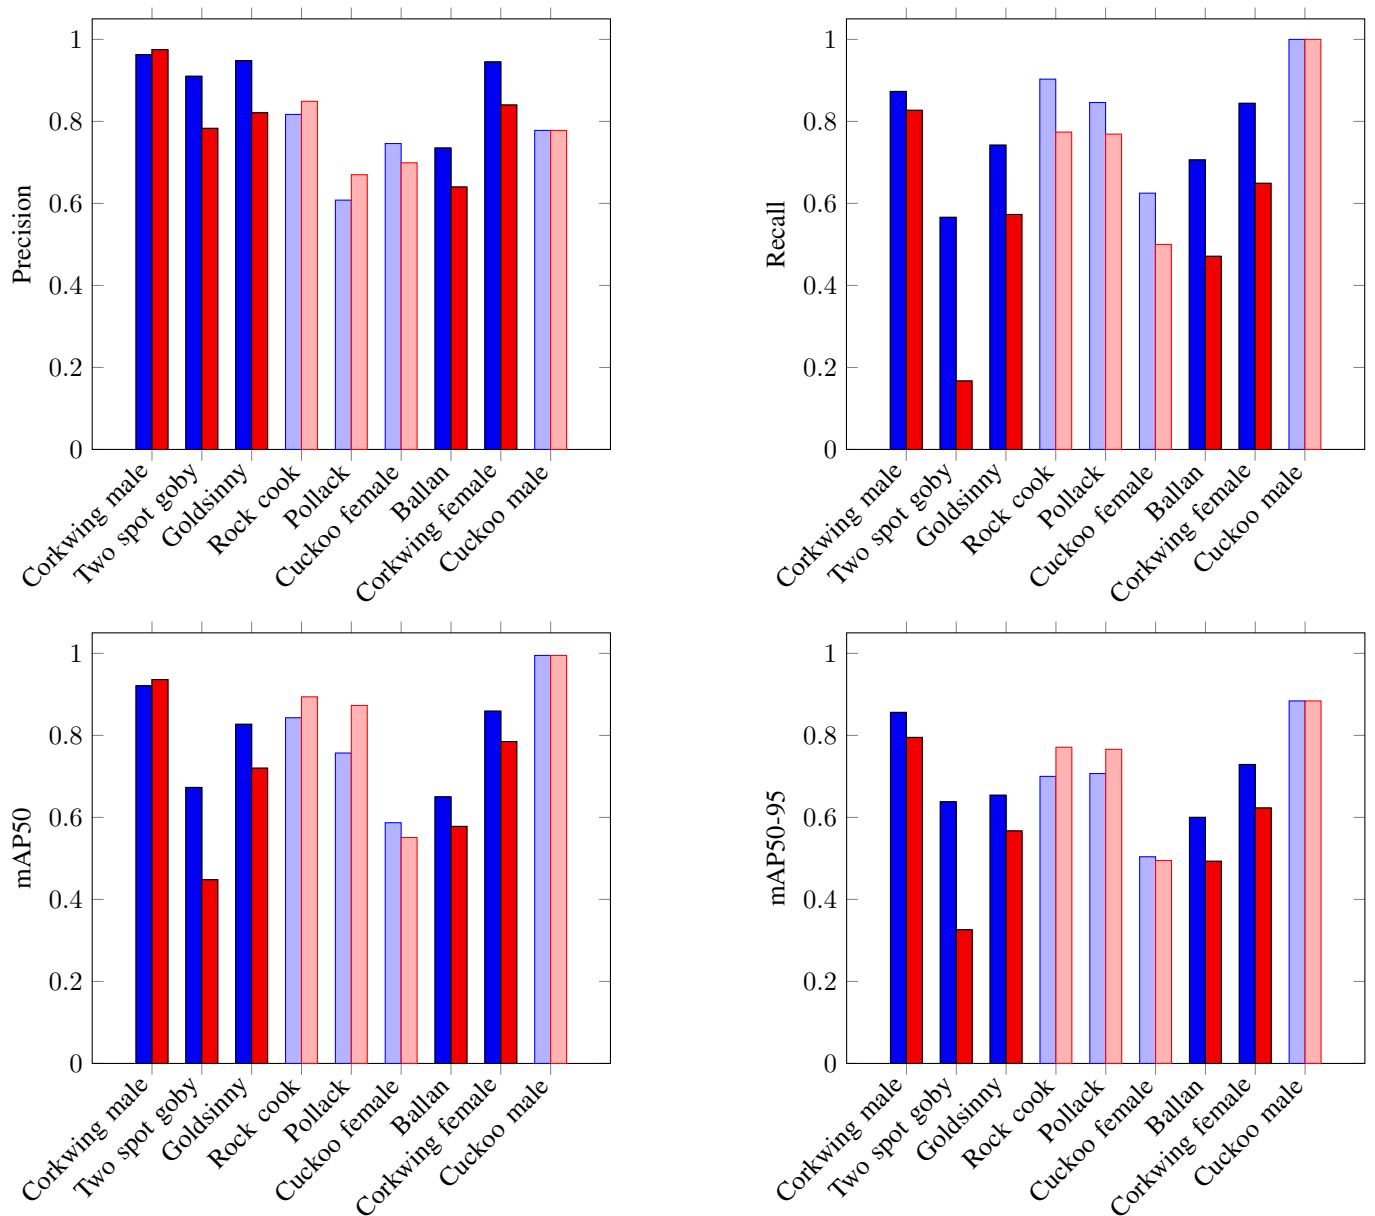 1
0.8
0.6
0.4
0.2
0
Precision
Corkwing male
Two spot goby
Goldsinny
Rock cook
Pollack
Cuckoo female
Ballan
Corkwing female
Cuckoo male
1
0.8
0.6
0.4
0.2
0
Recall
Corkwing male
Two spot goby
Goldsinny
Rock cook
Pollack
Cuckoo female
Ballan
Corkwing female
Cuckoo male
1
0.8
0.6
0.4
0.2
0
mAP50
Corkwing male
Two spot goby
Goldsinny
Rock cook
Pollack
Cuckoo female
Ballan
Corkwing female
Cuckoo male
1
0.8
0.6
0.4
0.2
0
mAP50-95
Corkwing male
Two spot goby
Goldsinny
Rock cook
Pollack
Cuckoo female
Ballan
Corkwing female
Cuckoo male